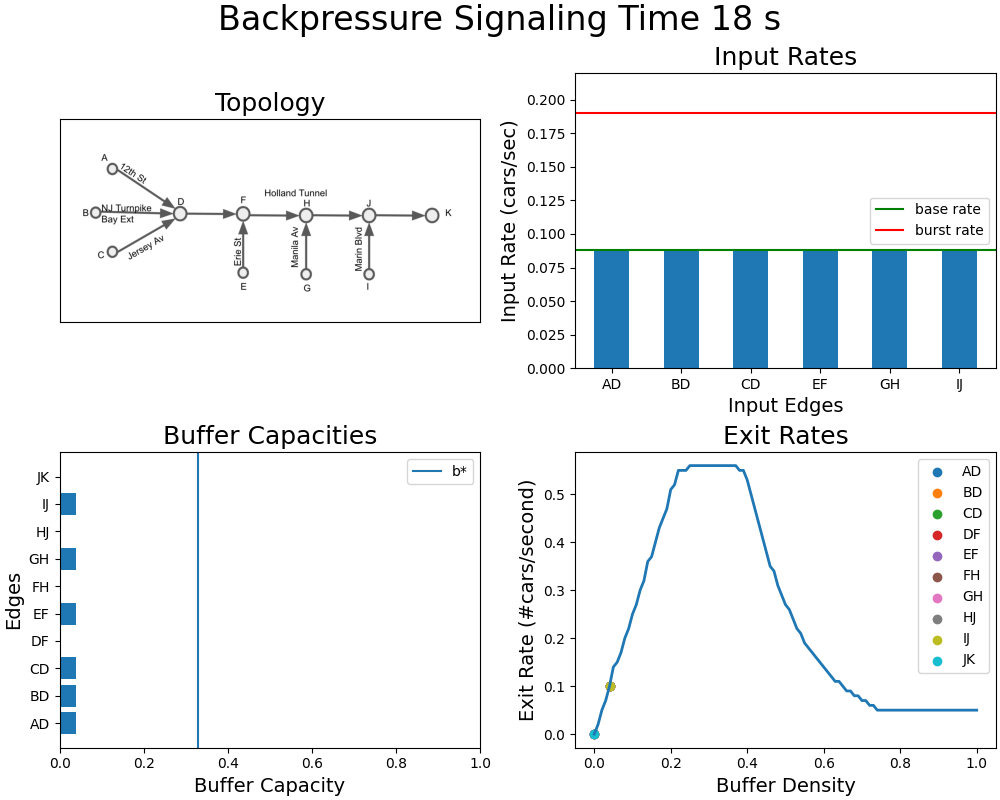 Backpressure Signaling Time 18 s
Topology
A
12th St
B
NJ Turnpike
Bay Ext
C
Jersey Av
D
F
Holland Tunnel
H
J
K
Erie St
Manila Av
Marin Blvd
E
G
I
Input Rates
Input Rate (cars/sec)
0.200
0.175
0.150
0.125
0.100
0.075
0.050
0.025
0.000
base rate
burst rate
AD BD CD EF GH IJ
Input Edges
Buffer Capacities
Edges
JK
IJ
HJ
GH
FH
EF
DF
CD
BD
AD
b*
0.0 0.2 0.4 0.6 0.8 1.0
Buffer Capacity
Exit Rates
Exit Rate (#cars/second)
0.5
0.4
0.3
0.2
0.1
0.0
AD
BD
CD
DF
EF
FH
GH
HJ
IJ
JK
0.0 0.2 0.4 0.6 0.8 1.0
Buffer Density